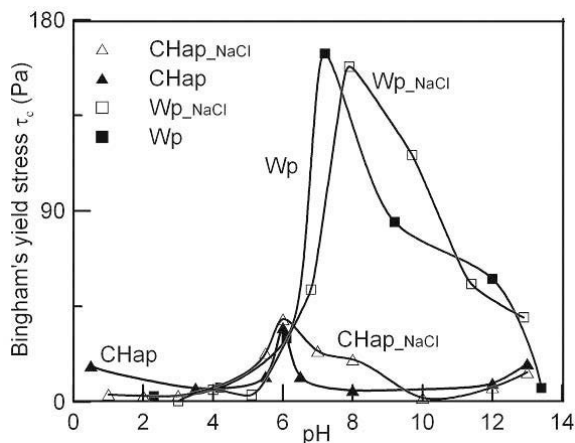 180
90
0
Bingham's yield stress τc (Pa)
CHap_NaCl
CHap
Wp_NaCl
Wp
Wp_NaCl
Wp
CHap_NaCl
CHap
0 2 4 6 8 10 12 14
pH